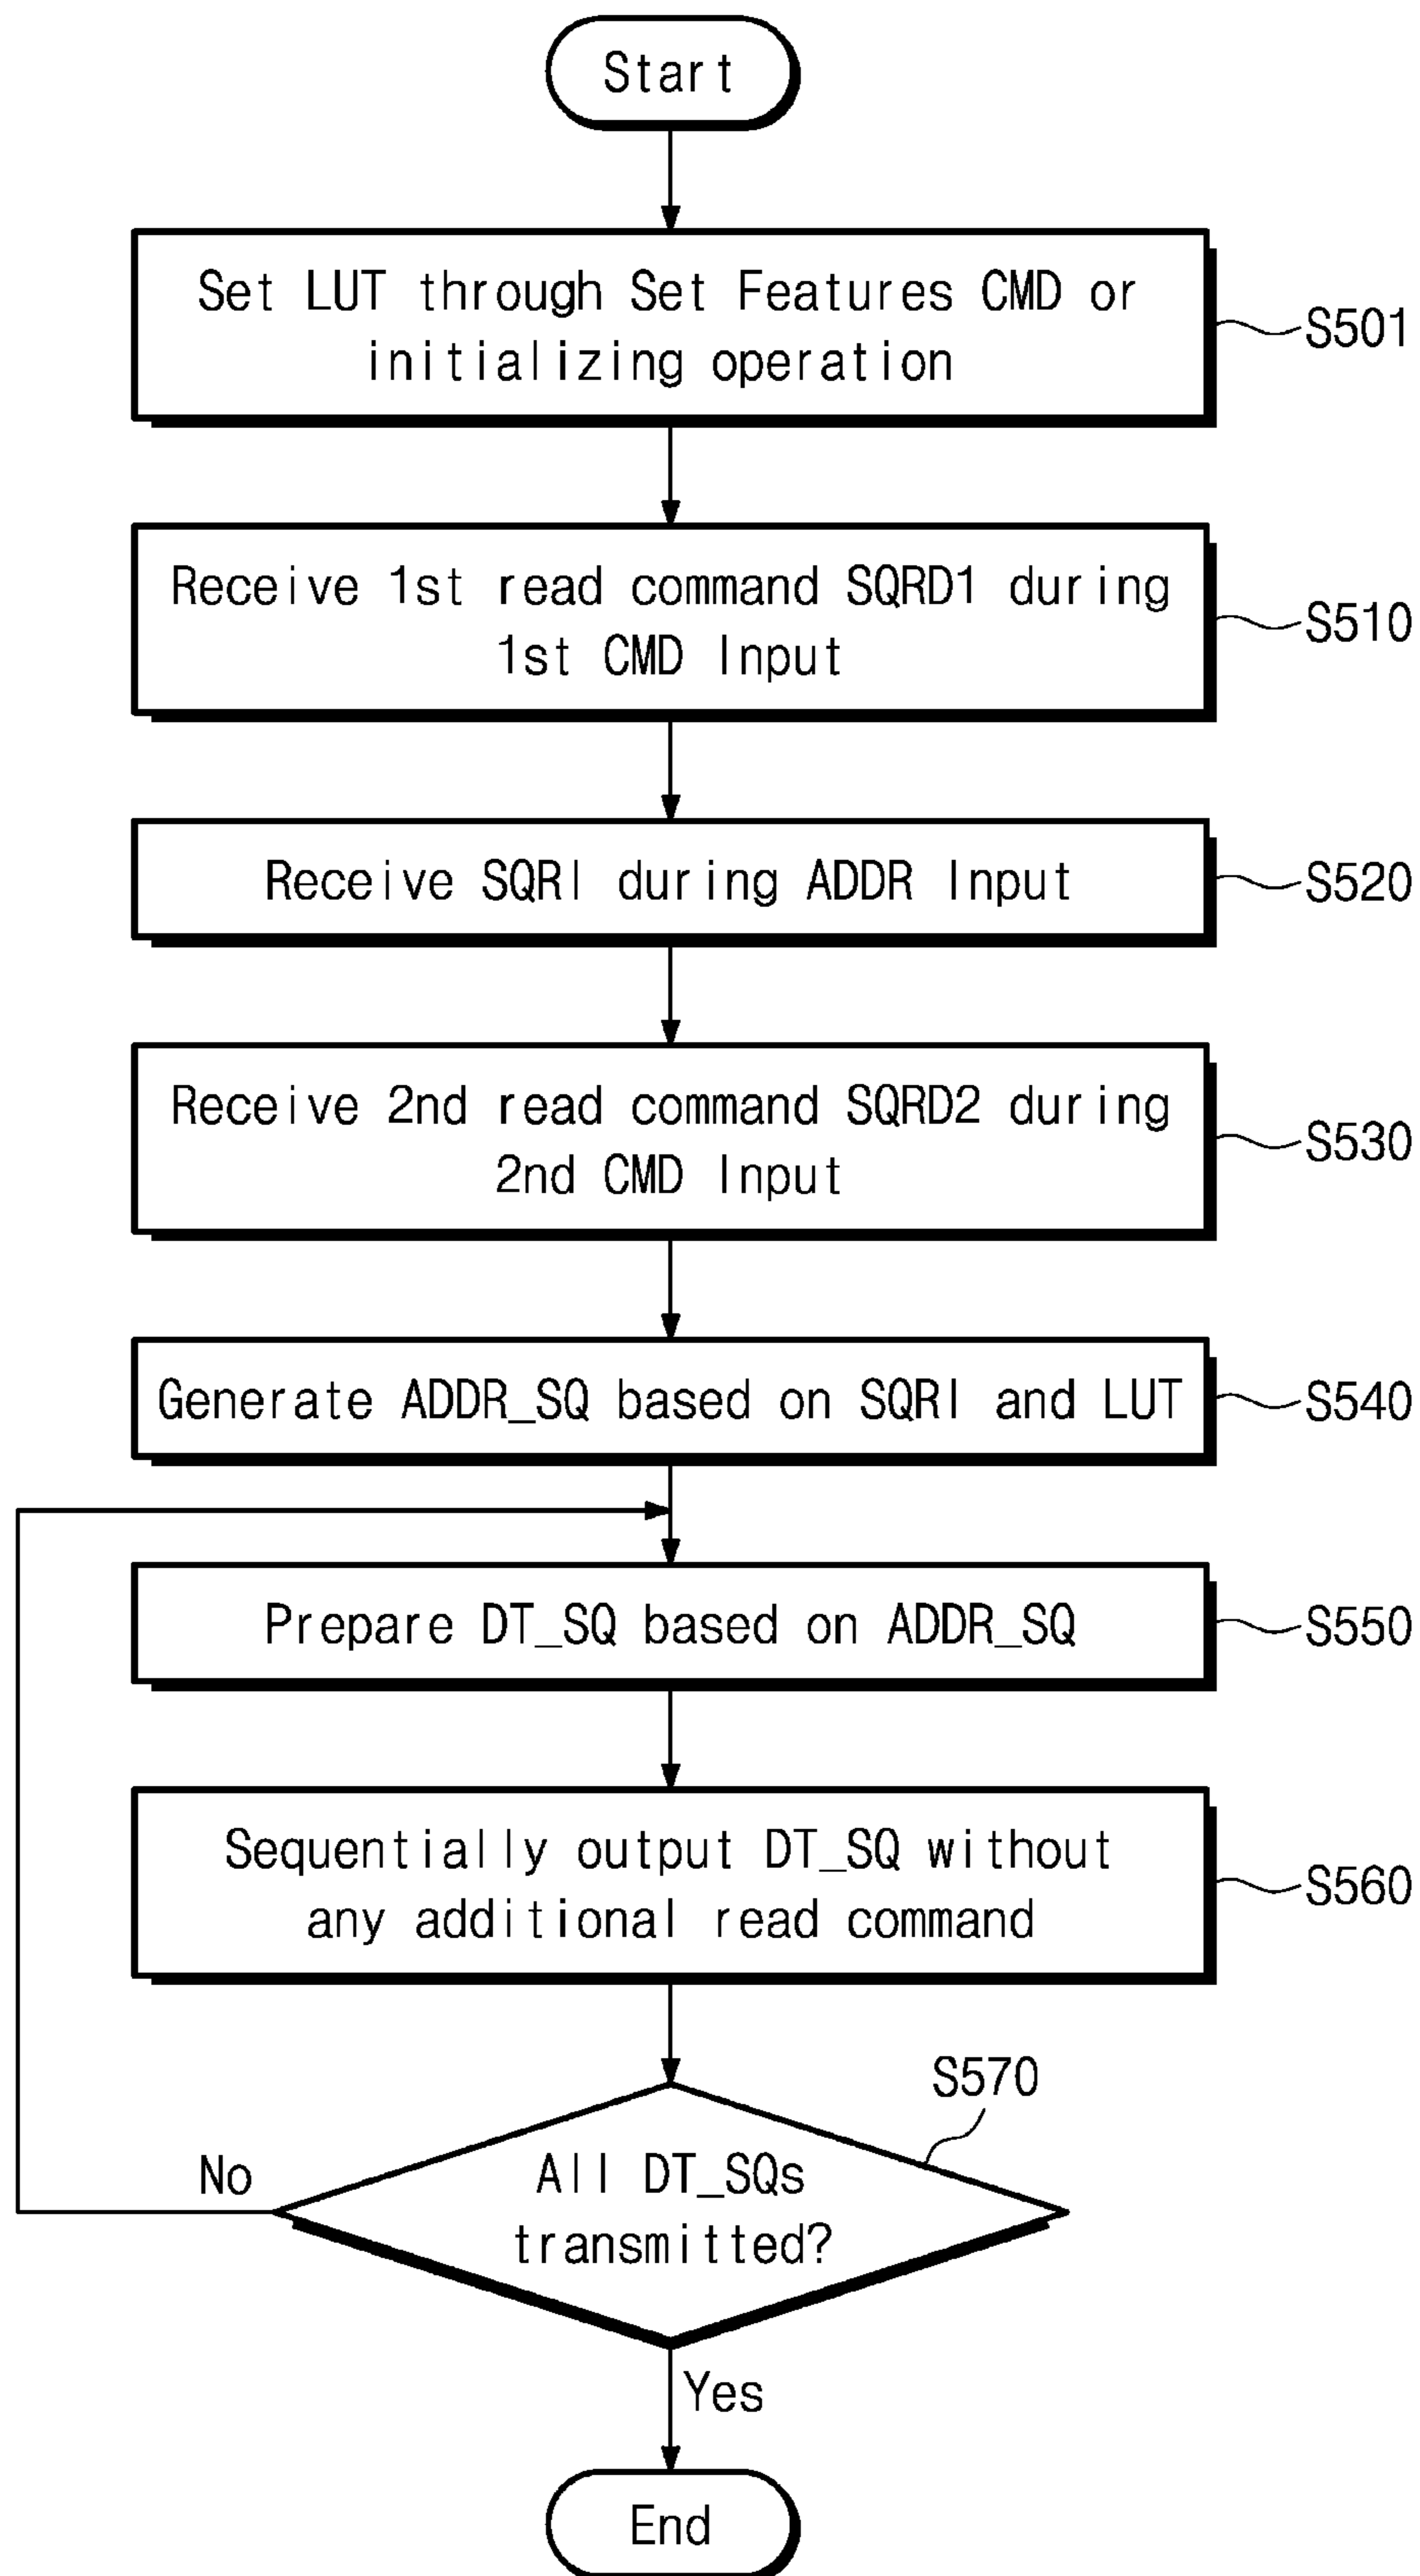 Start
Set LUT through Set Features CMD or
initializing operation
S501
Receive 1st read command SQRD1 during
1st CMD Input
S510
Receive SQRI during ADDR Input
S520
Receive 2nd read command SQRD2 during
2nd CMD Input
S530
Generate ADDR_SQ based on SQRI and LUT
S540
Prepare DT_SQ based on ADDR_SQ
S550
Sequentially output DT_SQ without
any additional read command
S560
S570
All DT_SQs
transmitted?
No
Yes
End